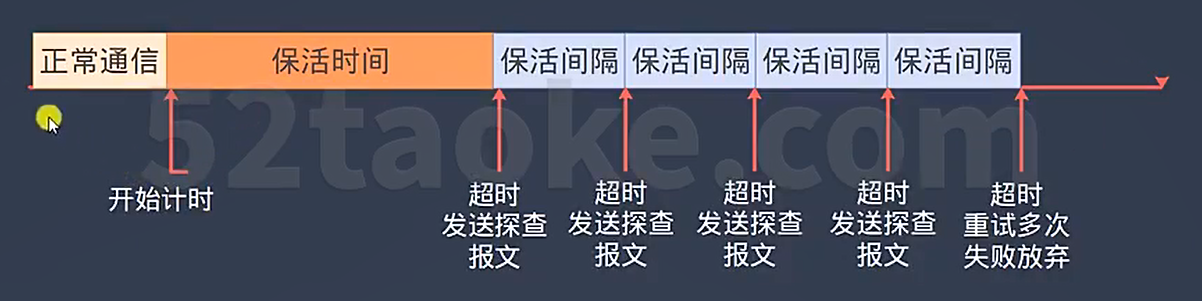 正常通信
保活时间
保活间隔
保活间隔
保活间隔
保活间隔
52taoke.com
开始计时
超时
发送探查
报文
超时
发送探查
报文
超时
发送探查
报文
超时
发送探查
报文
超时
重试多次
失败放弃